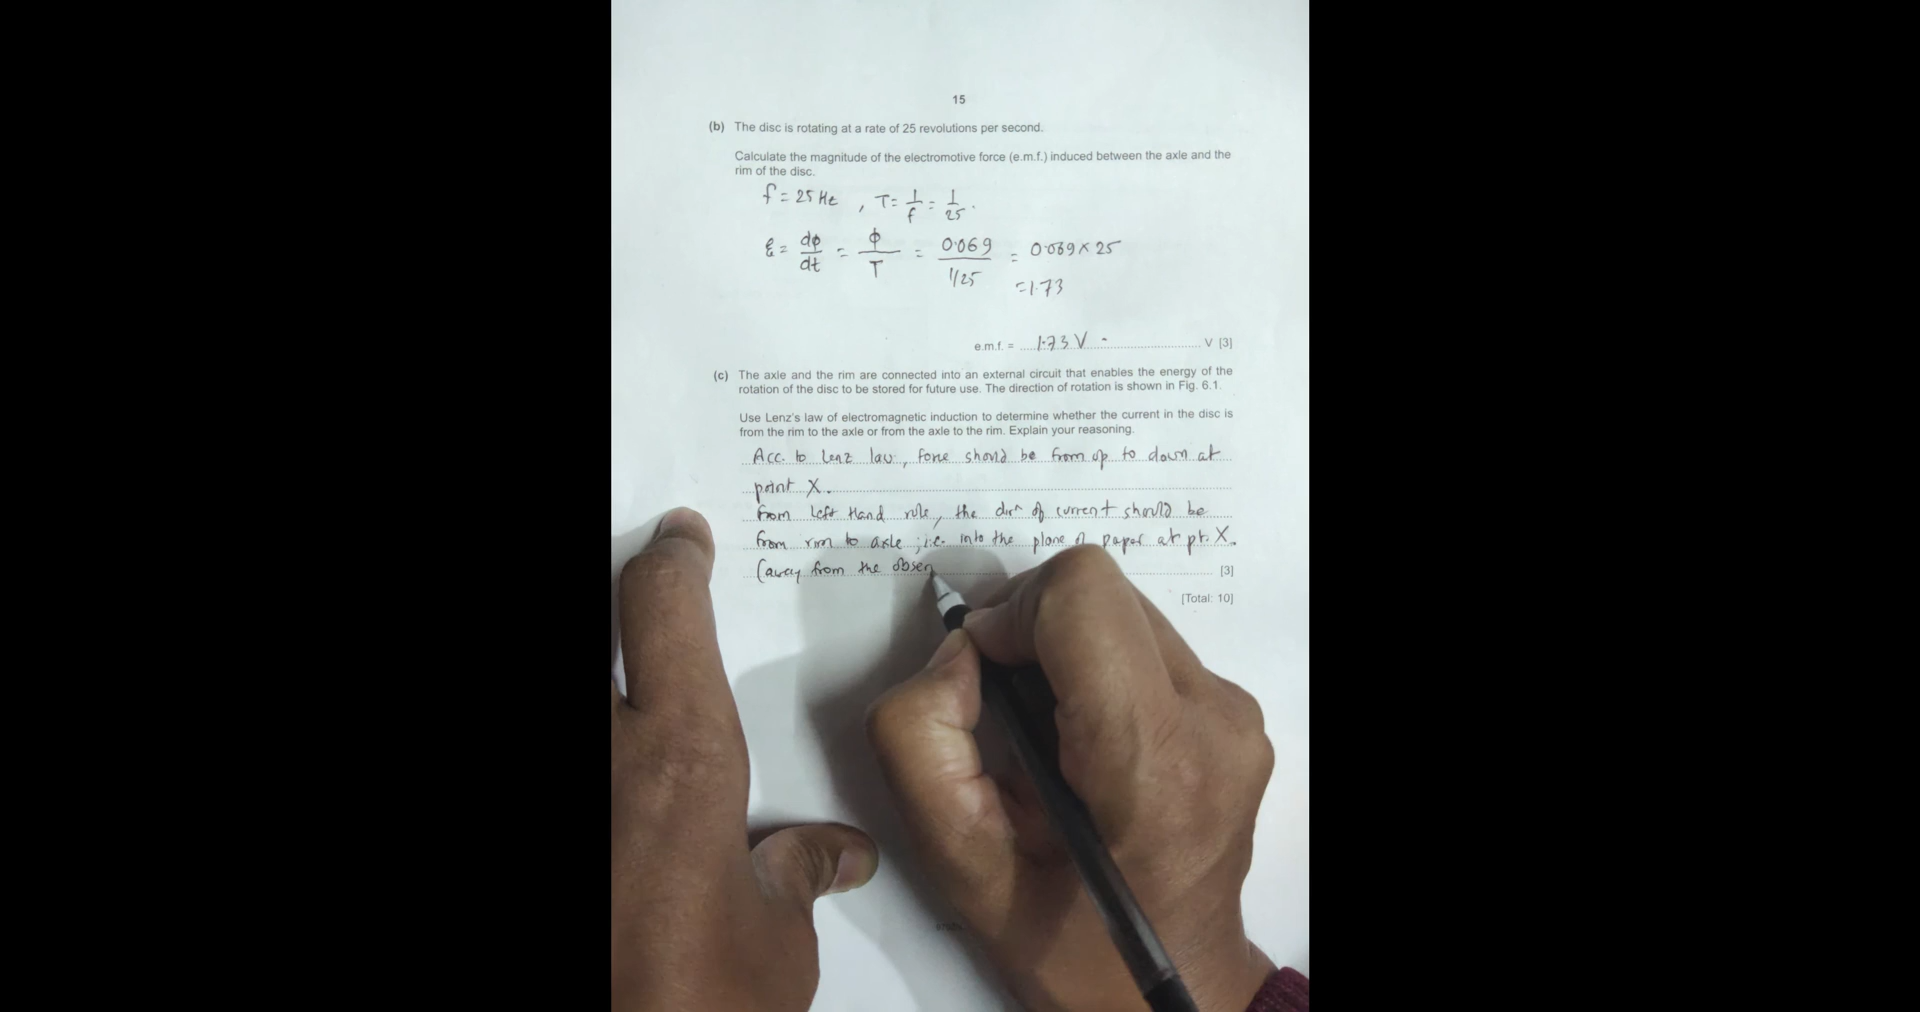 15
(b) The disc is rotating at a rate of 25 revolutions per second.
Calculate the magnitude of the electromotive force (e.m.f.) induced between the axle and the
rim of the disc.
f = 25 Hz , T = 1/f = 1/25 .
ε = dφ/dt = φ/T = 0.069/(1/25) = 0.069 × 25
= 1.73
e.m.f. = 1.73 V V [3]
(c) The axle and the rim are connected into an external circuit that enables the energy of the
rotation of the disc to be stored for future use. The direction of rotation is shown in Fig. 6.1.
Use Lenz's law of electromagnetic induction to determine whether the current in the disc is
from the rim to the axle or from the axle to the rim. Explain your reasoning.
Acc. to Lenz law, force should be from up to down at
point X.
from left Hand rule, the dirn of current should be
from rim to axle ; i.e. into the plane of paper at pt. X.
(away from the obser
[3]
[Total: 10]